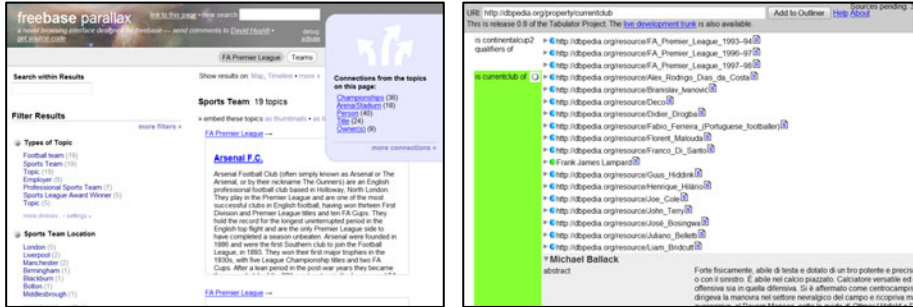 freebase parallax
link to this page • new search
a novel browsing interface designed for freebase — send comments to David Huynh •
get source code
debug
activate
FA Premier League
Teams
Connections from the topics
on this page:
Championships (36)
Arena/Stadium (18)
Person (40)
Title (24)
Owner(s) (9)
more connections »
Search within Results
Show results on: Map, Timeline • more »
Sports Team 19 topics
Filter Results
more filters »
» embed these topics as thumbnails • as
Types of Topic
Football team (19)
Sports Team (19)
Topic (19)
Employer (9)
Professional Sports Team (7)
Sports League Award Winner (5)
Topic (5)
more choices... • settings »
Sports Team Location
London (5)
Liverpool (2)
Manchester (2)
Birmingham (1)
Blackburn (1)
Bolton (1)
Middlesbrough (1)
FA Premier League →
Arsenal F.C.
Arsenal Football Club (often simply known as Arsenal or The
Arsenal, or by their nickname The Gunners) are an English
professional football club based in Holloway, North London.
They play in the Premier League and are one of the most
successful clubs in English football, having won thirteen First
Division and Premier League titles and ten FA Cups. They
hold the record for the longest uninterrupted period in the
English top flight and are the only Premier League side to
have completed a season unbeaten. Arsenal were founded in
1886 and were the first Southern club to join the Football
League, in 1893. They won their first major trophies in the
1930s, with five League Championship titles and two FA
Cups. After a lean period in the post-war years they became
FA Premier League →
Sources pending:
URI: http://dbpedia.org/property/currentclub
Add to Outliner
Help About
This is release 0.8 of the Tabulator Project. The live development trunk is also available.
is continentalcup2
qualifiers of
http://dbpedia.org/resource/FA_Premier_League_1993-94
http://dbpedia.org/resource/FA_Premier_League_1996-97
http://dbpedia.org/resource/FA_Premier_League_1997-98
is currentclub of
http://dbpedia.org/resource/Alex_Rodrigo_Dias_da_Costa
http://dbpedia.org/resource/Branislav_Ivanovic
http://dbpedia.org/resource/Deco
http://dbpedia.org/resource/Didier_Drogba
http://dbpedia.org/resource/Fabio_Ferreira_(Portuguese_footballer)
http://dbpedia.org/resource/Florent_Malouda
http://dbpedia.org/resource/Franco_Di_Santo
Frank James Lampard
http://dbpedia.org/resource/Guus_Hiddink
http://dbpedia.org/resource/Henrique_Hilário
http://dbpedia.org/resource/Joe_Cole
http://dbpedia.org/resource/John_Terry
http://dbpedia.org/resource/José_Bosingwa
http://dbpedia.org/resource/Juliano_Belletti
http://dbpedia.org/resource/Liam_Bridcutt
Michael Ballack
abstract
Forte fisicamente, abile di testa e dotato di un tiro potente e precis
o con il sinistro. È abile nel calcio piazzato. Calciatore versatile ed
offensiva sia in quella difensiva. Si è affermato come centrocampis
dirigeva la manovra nel settore nevralgico del campo e ricopriva m